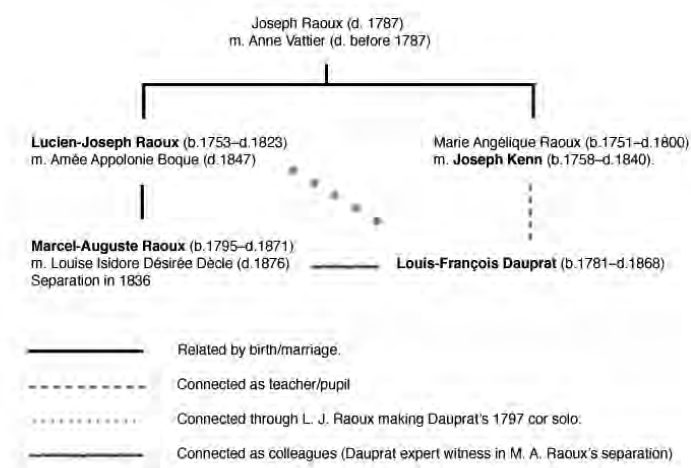 Joseph Raoux (d. 1787)
m. Anne Vattier (d. before 1787)
Lucien-Joseph Raoux (b.1753–d.1823)
m. Amée Appolonie Boque (d.1847)
Marie Angélique Raoux (b.1751–d.1800)
m. Joseph Kenn (b.1758–d.1840).
Marcel-Auguste Raoux (b.1795–d.1871)
m. Louise Isidore Désirée Dècle (d.1876)
Separation in 1836
Louis-François Dauprat (b.1781–d.1868)
Related by birth/marriage.
Connected as teacher/pupil
Connected through L. J. Raoux making Dauprat's 1797 cor solo.
Connected as colleagues (Dauprat expert witness in M. A. Raoux's separation)